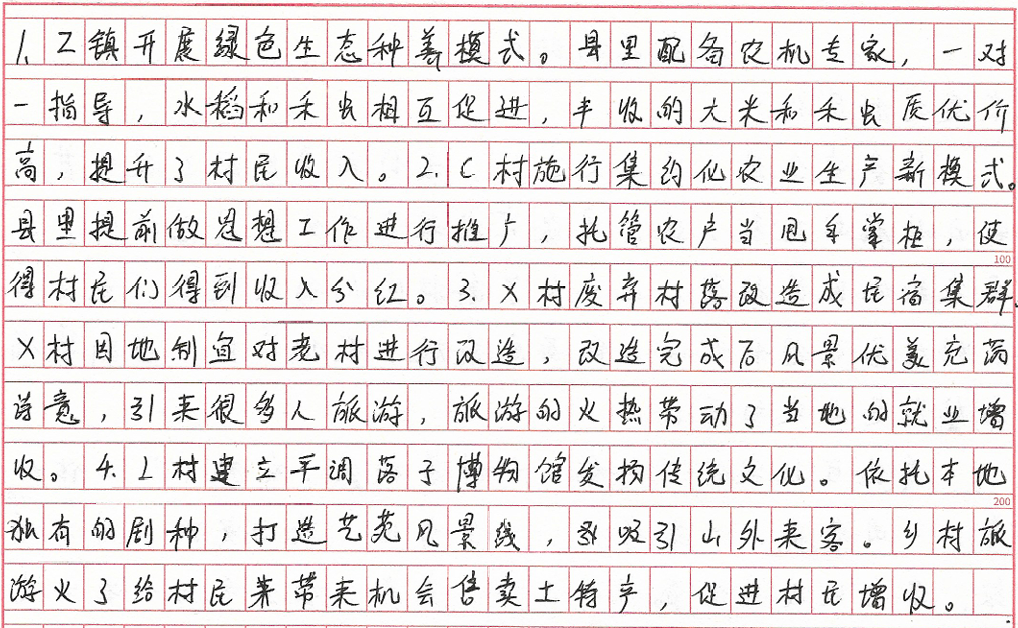 1.Z镇开展绿色生态种养模式。县里配备农机专家,一对
一指导,水稻和禾虫相互促进,丰收的大米和禾虫质优价
高,提升了村民收入。2.C村施行集约化农业生产新模式。
县里提前做思想工作进行推广,托管农户当甩手掌柜,使
得村民们得到收入分红。3.X村废弃村落改造成民宿集群.
100
X村因地制宜对老村进行改造,改造完成后风景优美充满
诗意,引来很多人旅游,旅游的火热带动了当地的就业增
收。4.L村建立平调落子博物馆发扬传统文化。依托本地
200
独有的剧种,打造艺苑风景线,吸引山外来客。乡村旅
游火了给村民带来机会售卖土特产,促进村民增收。